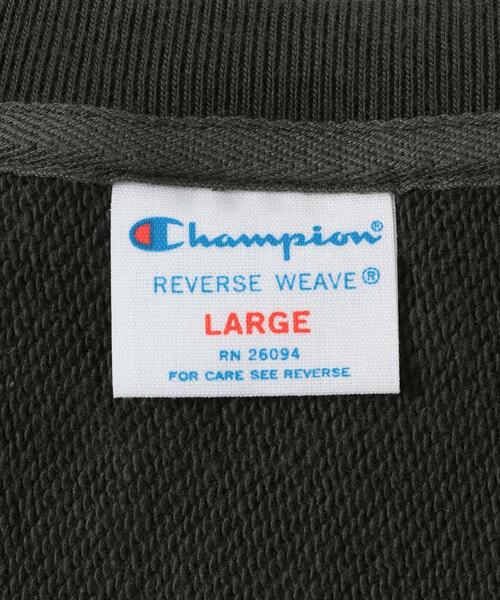 Champion®
REVERSE WEAVE®
LARGE
RN 26094
FOR CARE SEE REVERSE